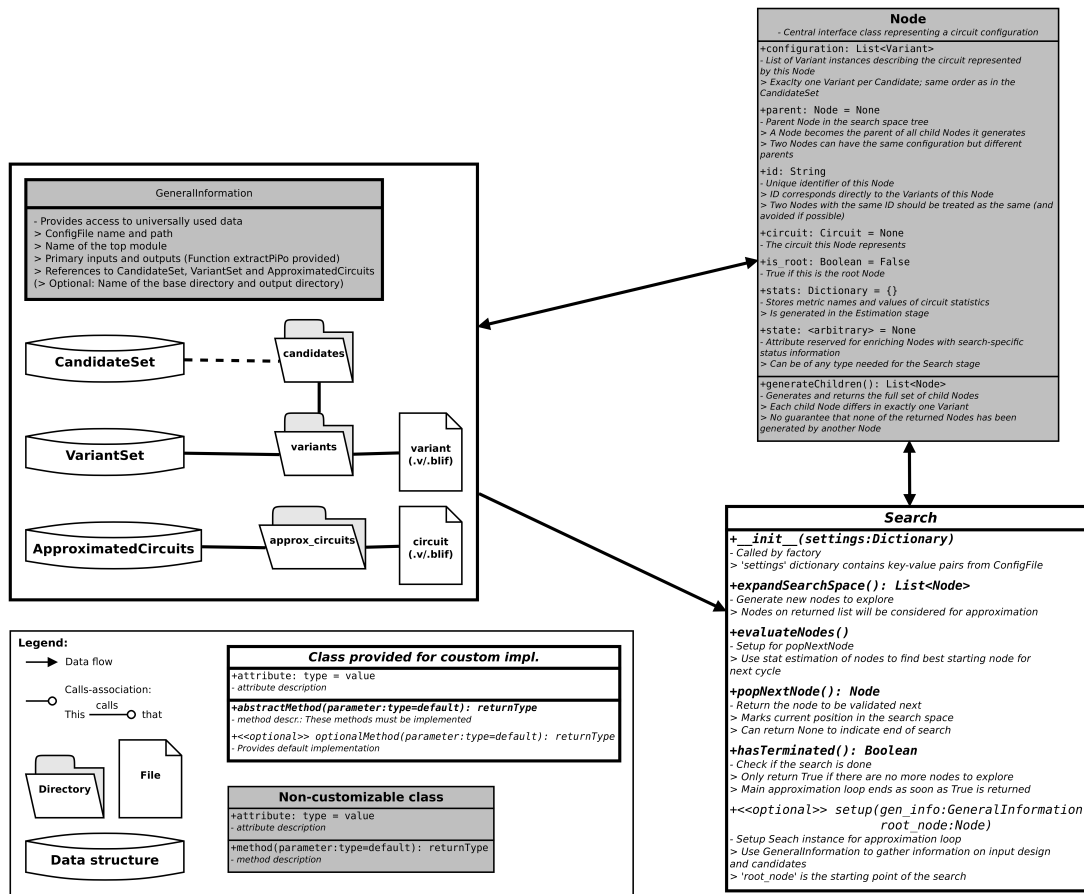 Node
- Central interface class representing a circuit configuration
+configuration: List<Variant>
- List of Variant instances describing the circuit represented
by this Node
> Exaclty one Variant per Candidate; same order as in the
CandidateSet
+parent: Node = None
- Parent Node in the search space tree
> A Node becomes the parent of all child Nodes it generates
> Two Nodes can have the same configuration but different
parents
+id: String
- Unique identifier of this Node
> ID corresponds directly to the Variants of this Node
> Two Nodes with the same ID should be treated as the same (and
avoided if possible)
+circuit: Circuit = None
- The circuit this Node represents
+is_root: Boolean = False
- True if this is the root Node
+stats: Dictionary = {}
- Stores metric names and values of circuit statistics
> Is generated in the Estimation stage
+state: <arbitrary> = None
- Attribute reserved for enriching Nodes with search-specific
status information
> Can be of any type needed for the Search stage
+generateChildren(): List<Node>
- Generates and returns the full set of child Nodes
> Each child Node differs in exactly one Variant
> No guarantee that none of the returned Nodes has been
generated by another Node
GeneralInformation
- Provides access to universally used data
> ConfigFile name and path
> Name of the top module
> Primary inputs and outputs (Function extractPiPo provided)
> References to CandidateSet, VariantSet and ApproximatedCircuits
(> Optional: Name of the base directory and output directory)
CandidateSet
candidates
VariantSet
variants
variant
(.v/.blif)
ApproximatedCircuits
approx_circuits
circuit
(.v/.blif)
Search
+__init__(settings:Dictionary)
- Called by factory
> 'settings' dictionary contains key-value pairs from ConfigFile
+expandSearchSpace(): List<Node>
- Generate new nodes to explore
> Nodes on returned list will be considered for approximation
+evaluateNodes()
- Setup for popNextNode
> Use stat estimation of nodes to find best starting node for
next cycle
+popNextNode(): Node
- Return the node to be validated next
> Marks current position in the search space
> Can return None to indicate end of search
+hasTerminated(): Boolean
- Check if the search is done
> Only return True if there are no more nodes to explore
> Main approximation loop ends as soon as True is returned
+<<optional>> setup(gen_info:GeneralInformation
root_node:Node)
- Setup Seach instance for approximation loop
> Use GeneralInformation to gather information on input design
and candidates
> 'root_node' is the starting point of the search
Legend:
Data flow
Calls-association:
This calls that
Directory
File
Data structure
Class provided for coustom impl.
+attribute: type = value
- attribute description
+abstractMethod(parameter:type=default): returnType
- method descr.: These methods must be implemented
+<<optional>> optionalMethod(parameter:type=default): returnType
- Provides default implementation
Non-customizable class
+attribute: type = value
- attribute description
+method(parameter:type=default): returnType
- method description